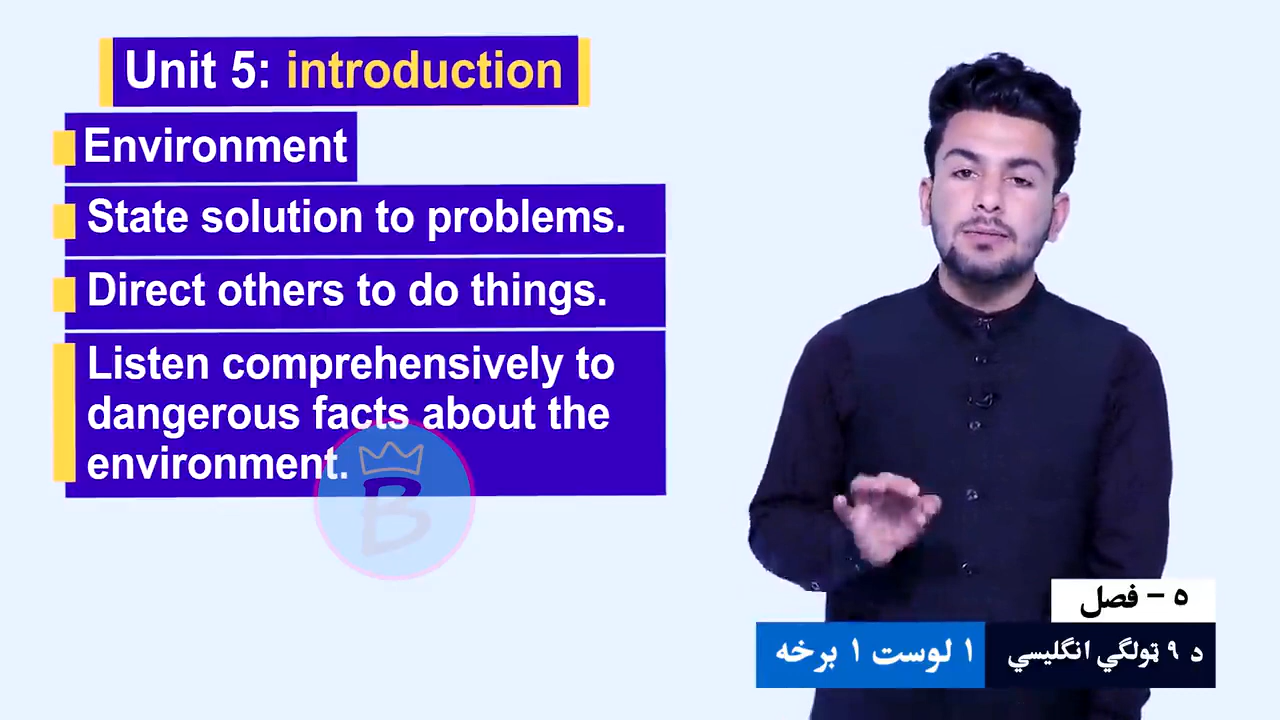 Unit 5: introduction
Environment
State solution to problems.
Direct others to do things.
Listen comprehensively to
dangerous facts about the
environment.
B
۵ - فصل
د ۹ ټولګي انګلیسي
۱ لوست ۱ برخه